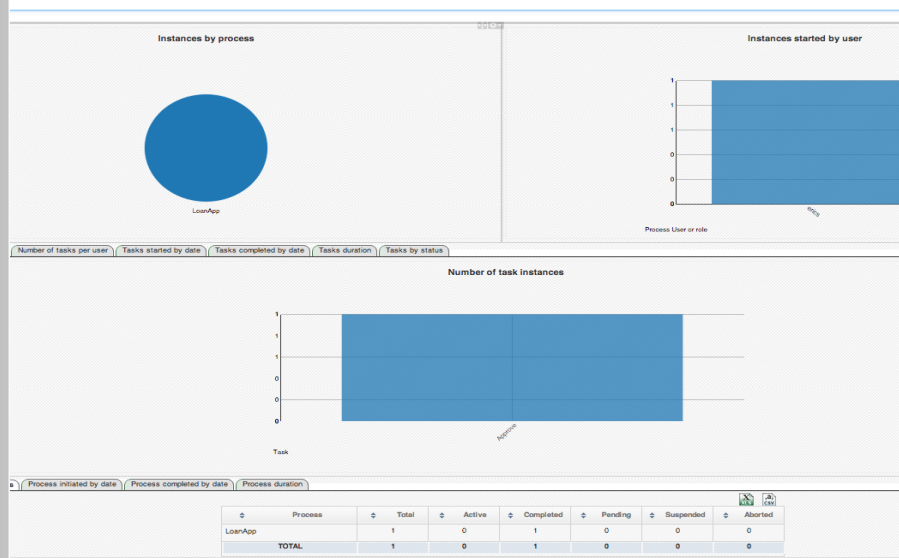 Instances by process
LoanApp
Instances started by user
1
1
1
0
0
0
erics
Process User or role
Number of tasks per user Tasks started by date Tasks completed by date Tasks duration Tasks by status
Number of task instances
1
1
1
0
0
0
Approve
Task
s Process initiated by date Process completed by date Process duration
XLS CSV
Process Total Active Completed Pending Suspended Aborted
LoanApp 1 0 1 0 0 0
TOTAL 1 0 1 0 0 0